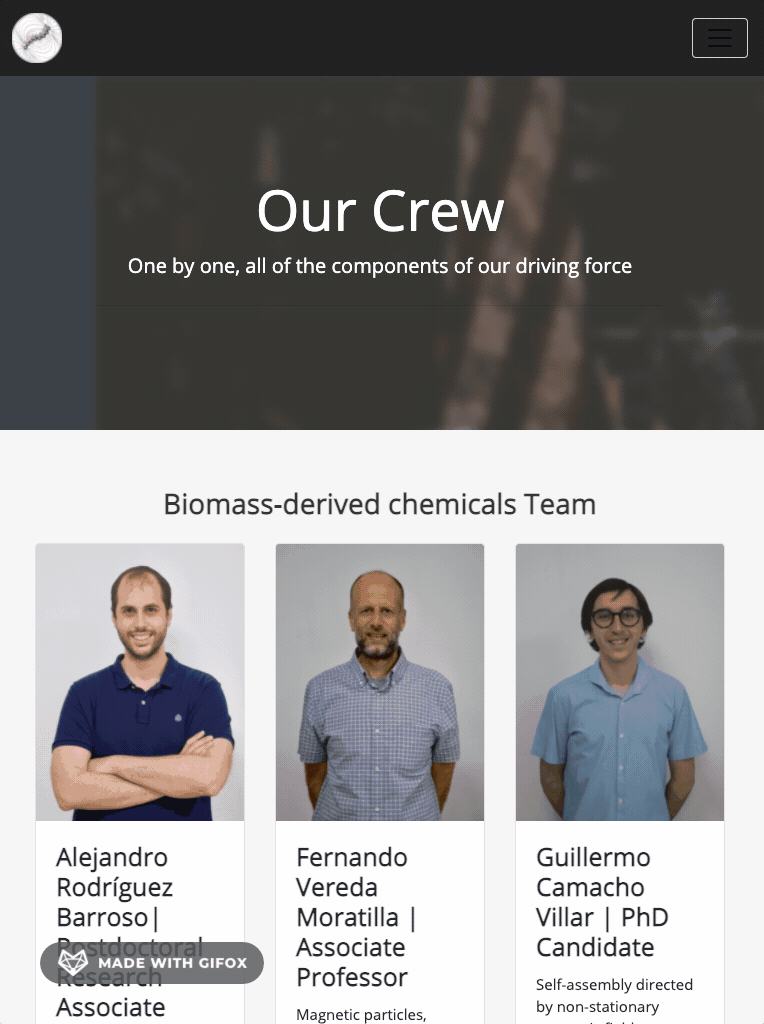 Our Crew
One by one, all of the components of our driving force
Biomass-derived chemicals Team
Alejandro
Rodríguez
Barroso|
Postdoctoral
Research
Associate
MADE WITH GIFOX
Fernando
Vereda
Moratilla |
Associate
Professor
Magnetic particles,
Guillermo
Camacho
Villar | PhD
Candidate
Self-assembly directed
by non-stationary